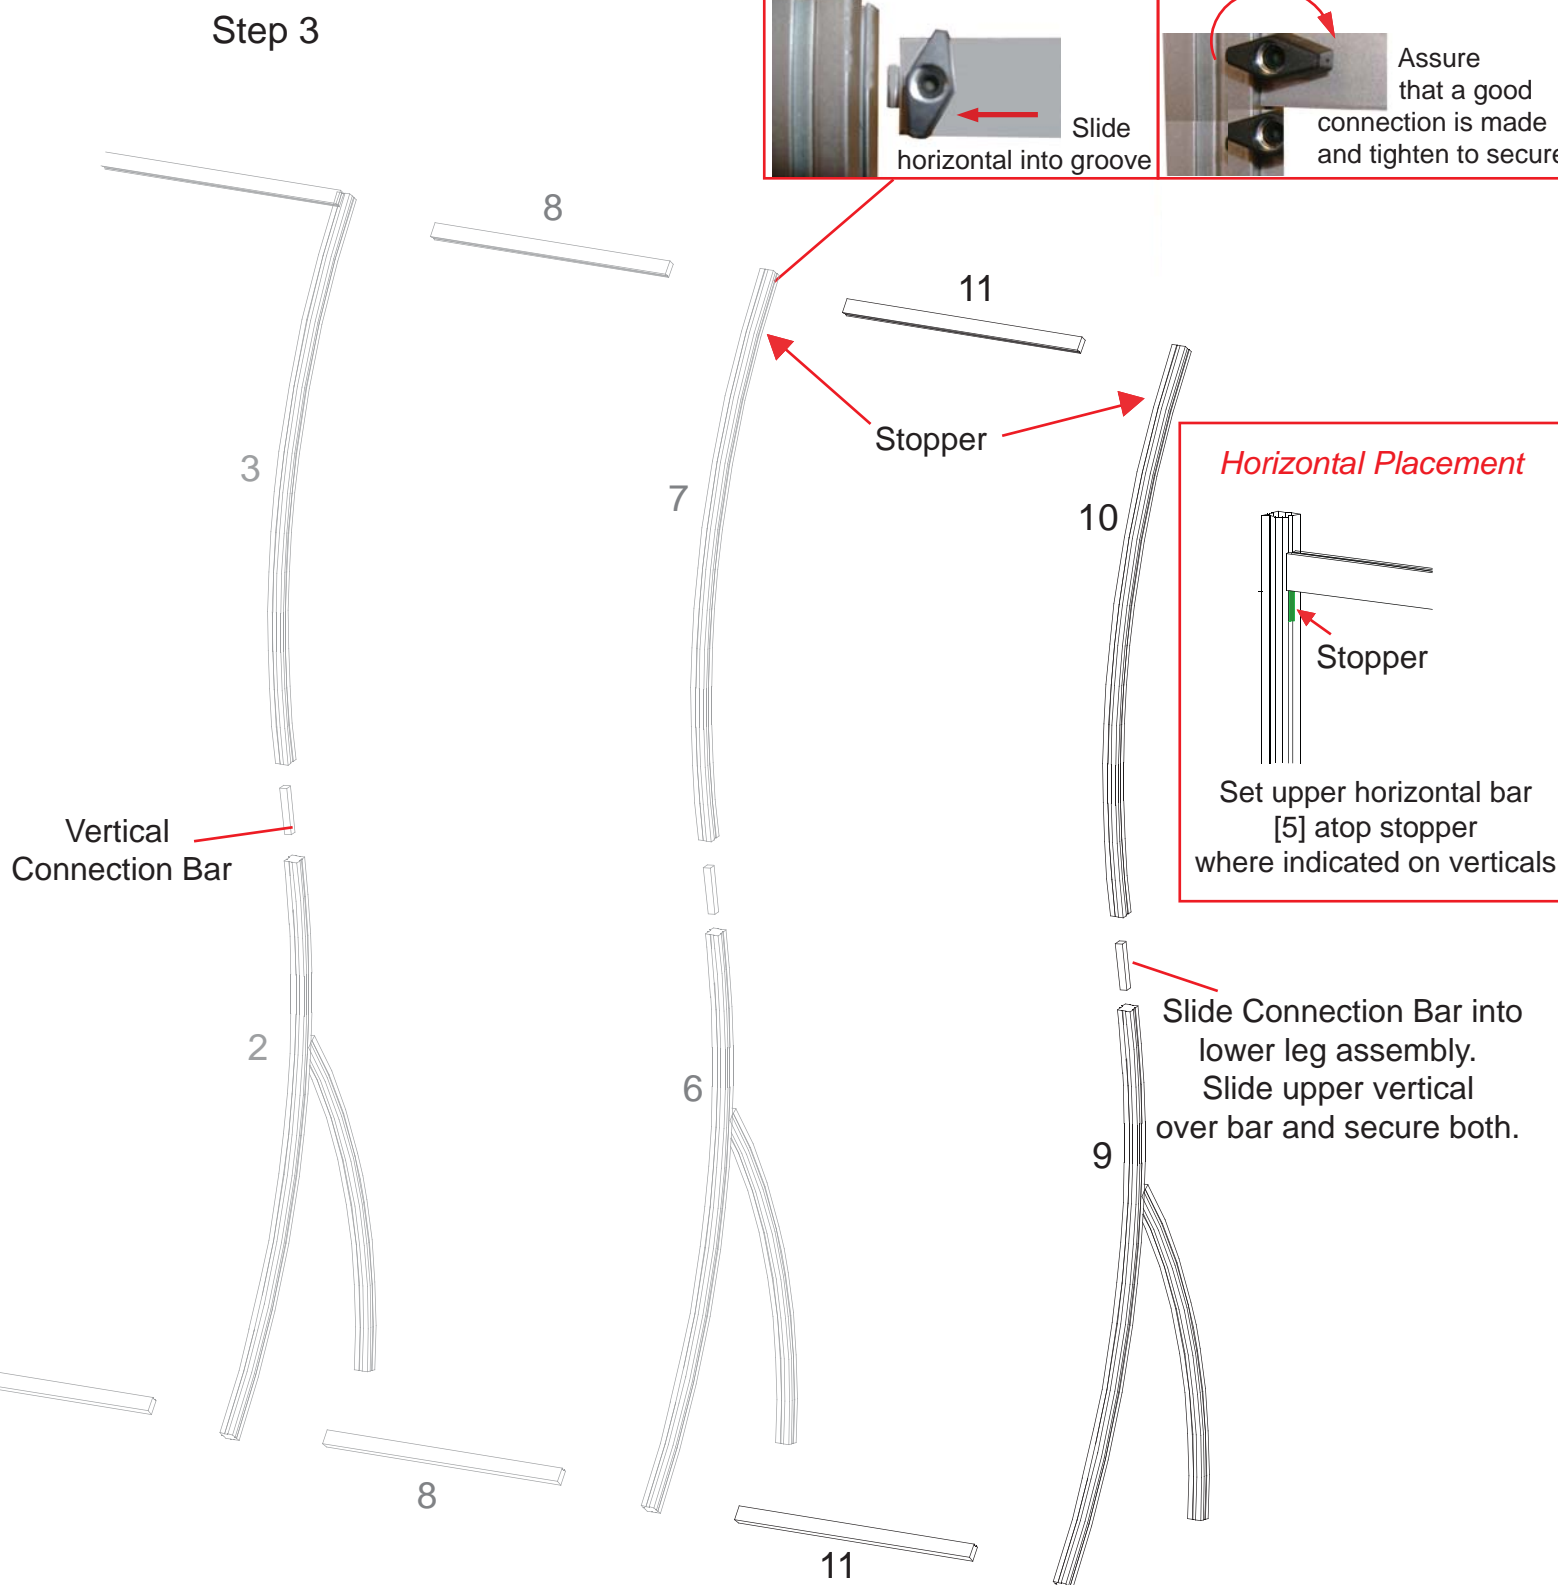 Step 3
Slide
horizontal into groove
Assure
that a good
connection is made
and tighten to secure
8
11
Stopper
3
7
10
Horizontal Placement
Stopper
Set upper horizontal bar
[5] atop stopper
where indicated on verticals
Vertical
Connection Bar
Slide Connection Bar into
lower leg assembly.
Slide upper vertical
over bar and secure both.
2
6
9
8
11